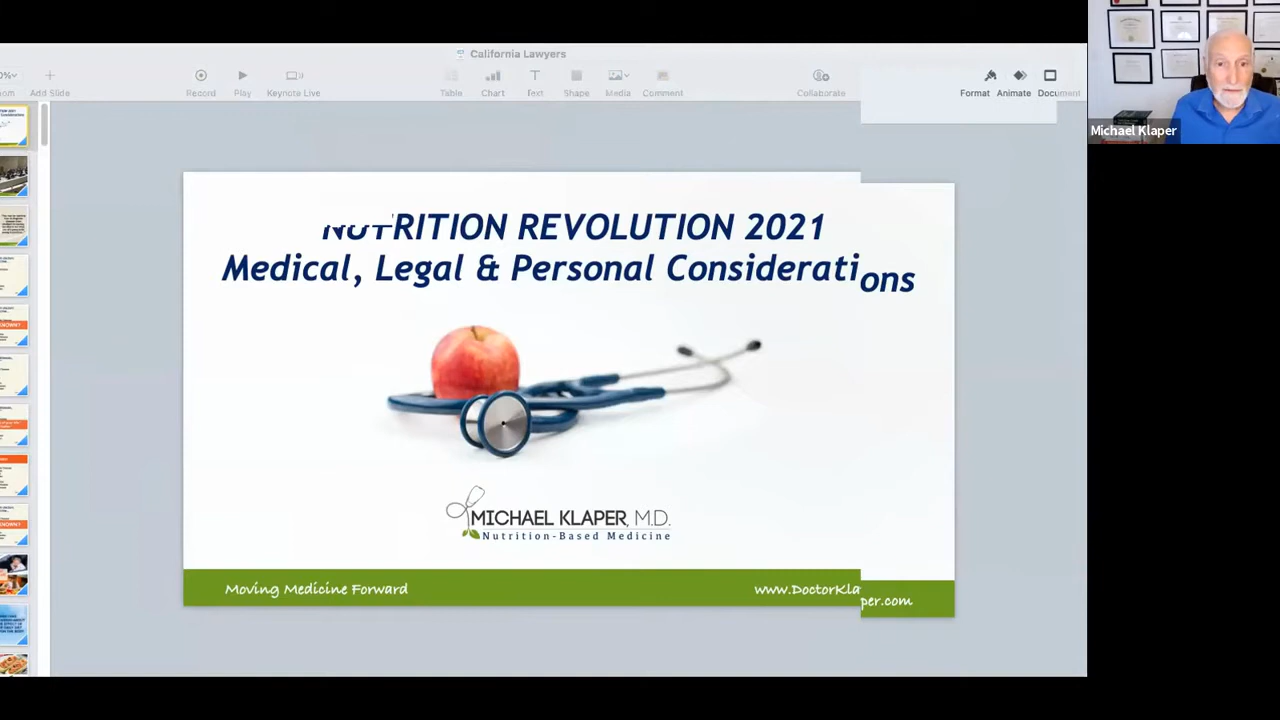 California Lawyers
Add Slide
Record
Play
Keynote Live
Table
Chart
Text
Shape
Media
Comment
Collaborate
Format
Animate
Document
Michael Klaper
NUTRITION REVOLUTION 2021
Medical, Legal & Personal Considerations
MICHAEL KLAPER, M.D.
Nutrition-Based Medicine
Moving Medicine Forward
www.DoctorKlaper.com